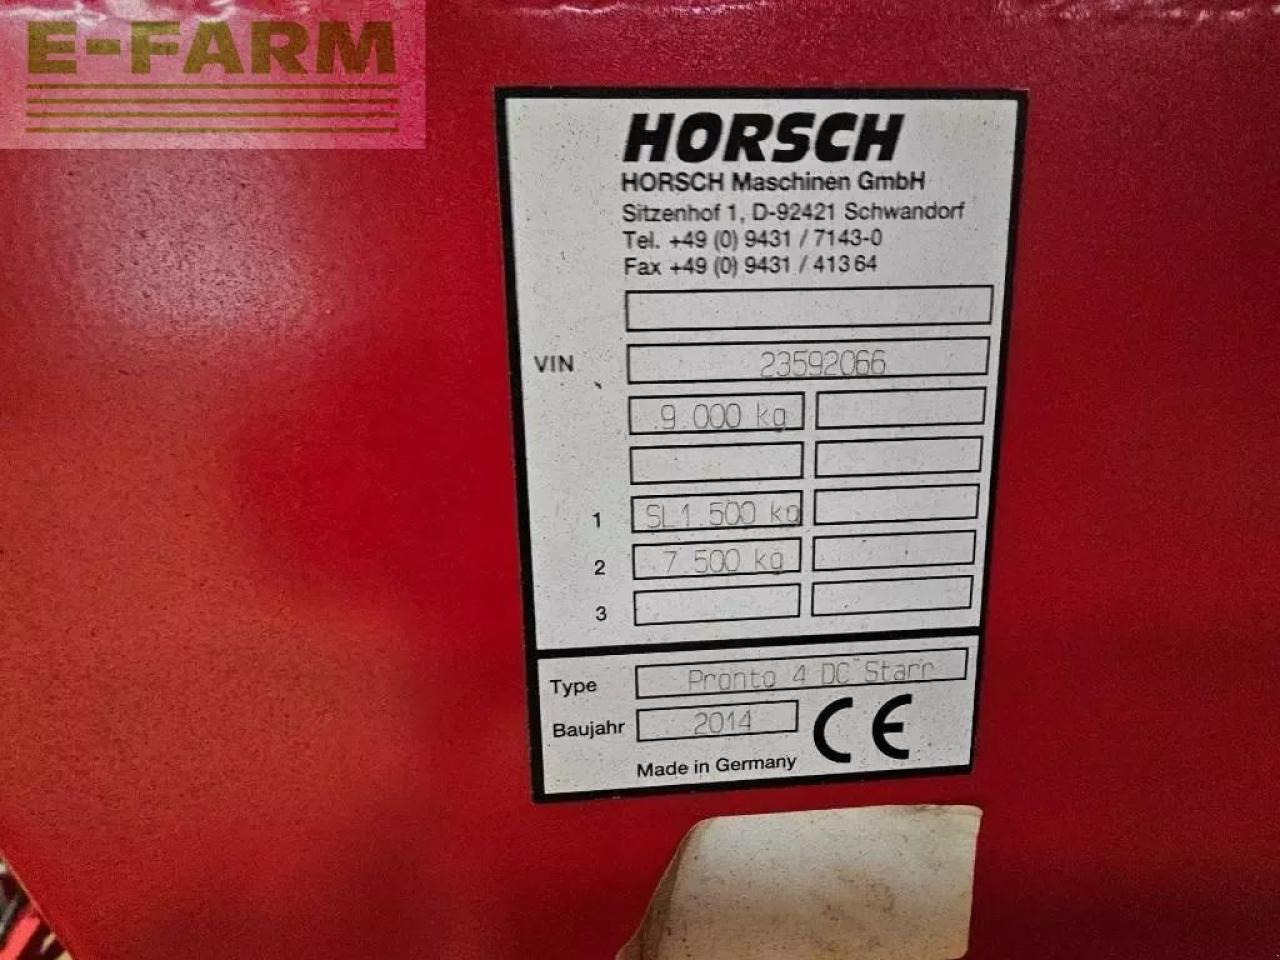 E-FARM
HORSCH
HORSCH Maschinen GmbH
Sitzenhof 1, D-92421 Schwandorf
Tel. +49 (0) 9431 / 7143-0
Fax +49 (0) 9431 / 413 64
VIN 23592066
9.000 kg
1 SL1.500 kg
2 7.500 kg
3
Type Pronto 4 DC Starr
Baujahr 2014 CE
Made in Germany